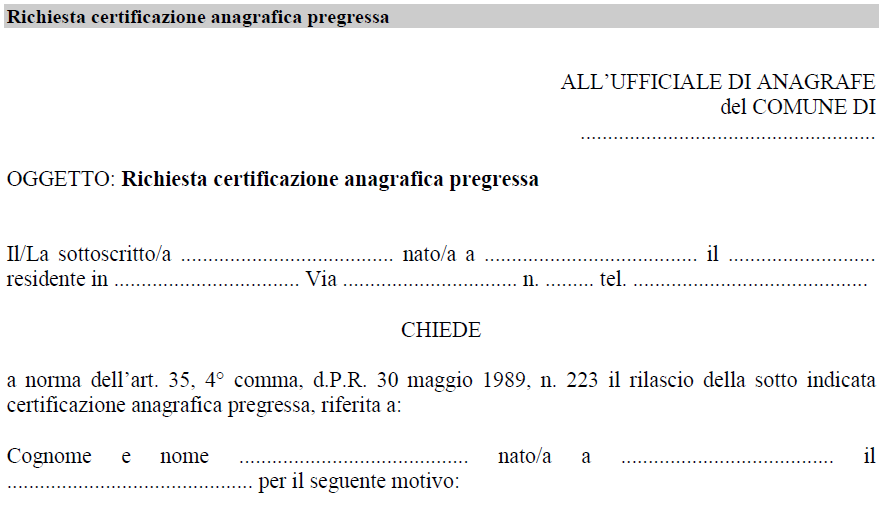 Richiesta certificazione anagrafica pregressa
ALL’UFFICIALE DI ANAGRAFE
del COMUNE DI
......................................................
OGGETTO: Richiesta certificazione anagrafica pregressa
Il/La sottoscritto/a ....................................... nato/a a ....................................... il ...........................
residente in .................................. Via ................................ n. ......... tel. ...........................................
CHIEDE
a norma dell’art. 35, 4° comma, d.P.R. 30 maggio 1989, n. 223 il rilascio della sotto indicata
certificazione anagrafica pregressa, riferita a:
Cognome e nome .......................................... nato/a a ....................................... il
............................................. per il seguente motivo: